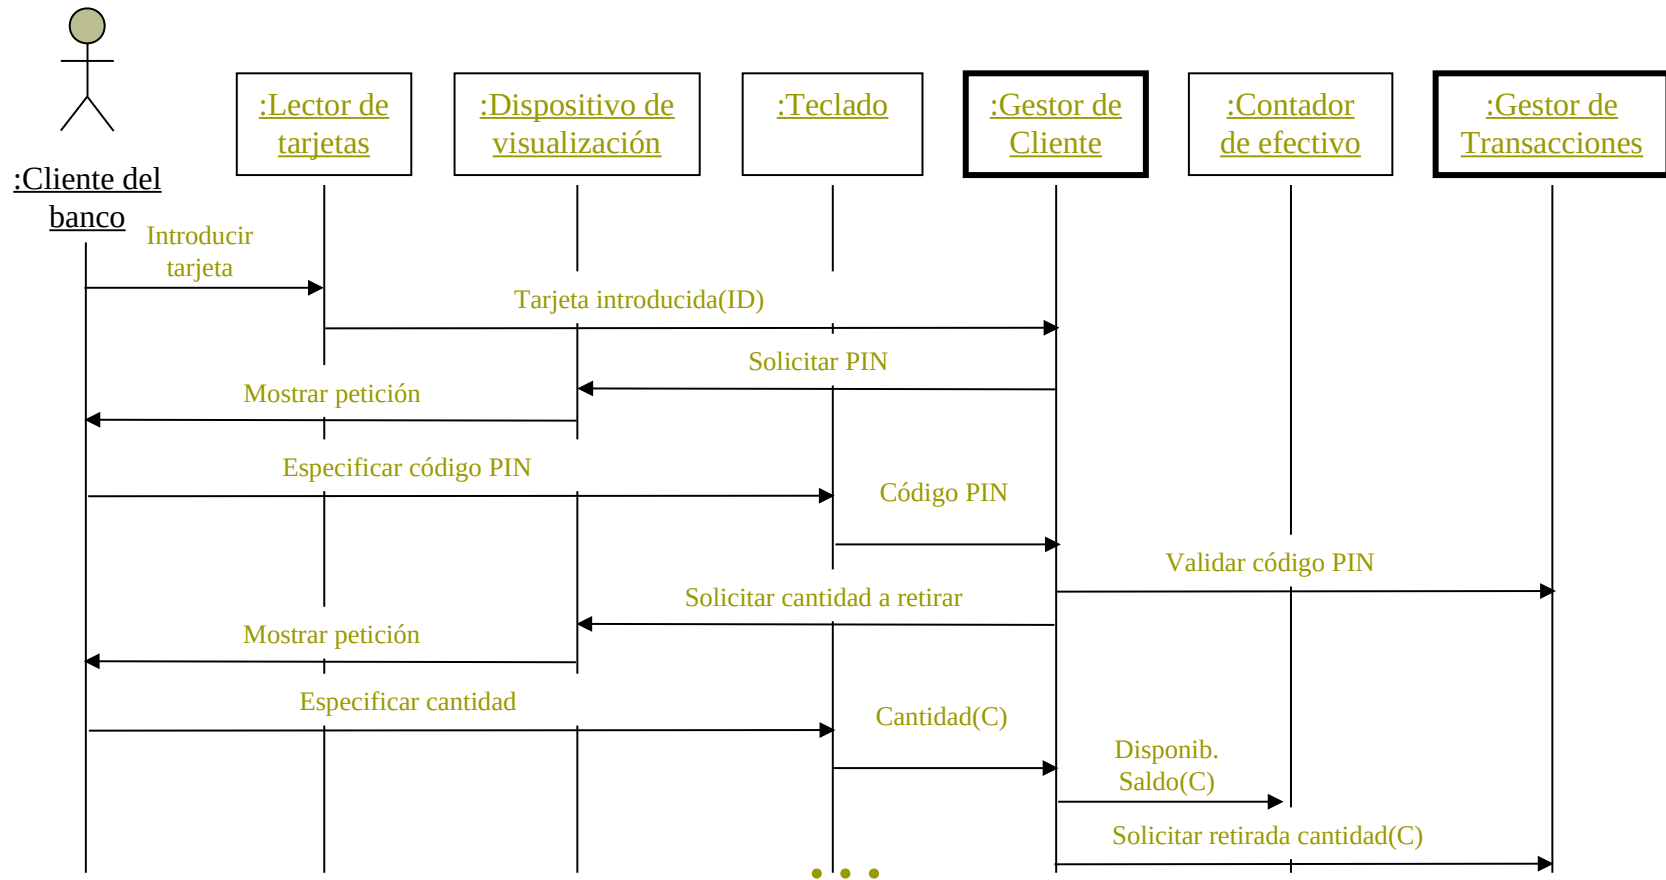 :Lector de
tarjetas
:Dispositivo de
visualización
:Teclado
:Gestor de
Cliente
:Contador
de efectivo
:Gestor de
Transacciones
:Cliente del
banco
Introducir
tarjeta
Tarjeta introducida(ID)
Solicitar PIN
Mostrar petición
Especificar código PIN
Código PIN
Validar código PIN
Solicitar cantidad a retirar
Mostrar petición
Especificar cantidad
Cantidad(C)
Disponib.
Saldo(C)
Solicitar retirada cantidad(C)
...